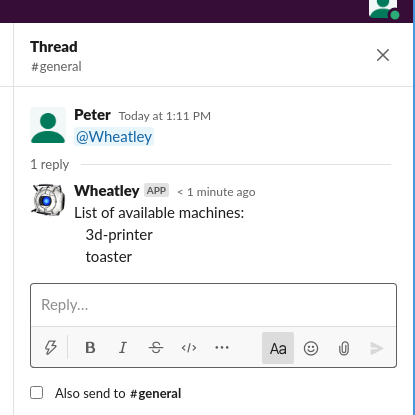 Thread
#general
Peter Today at 1:11 PM
@Wheatley
1 reply
Wheatley APP < 1 minute ago
List of available machines:
3d-printer
toaster
Reply...
B I S </> ... Aa
Also send to #general